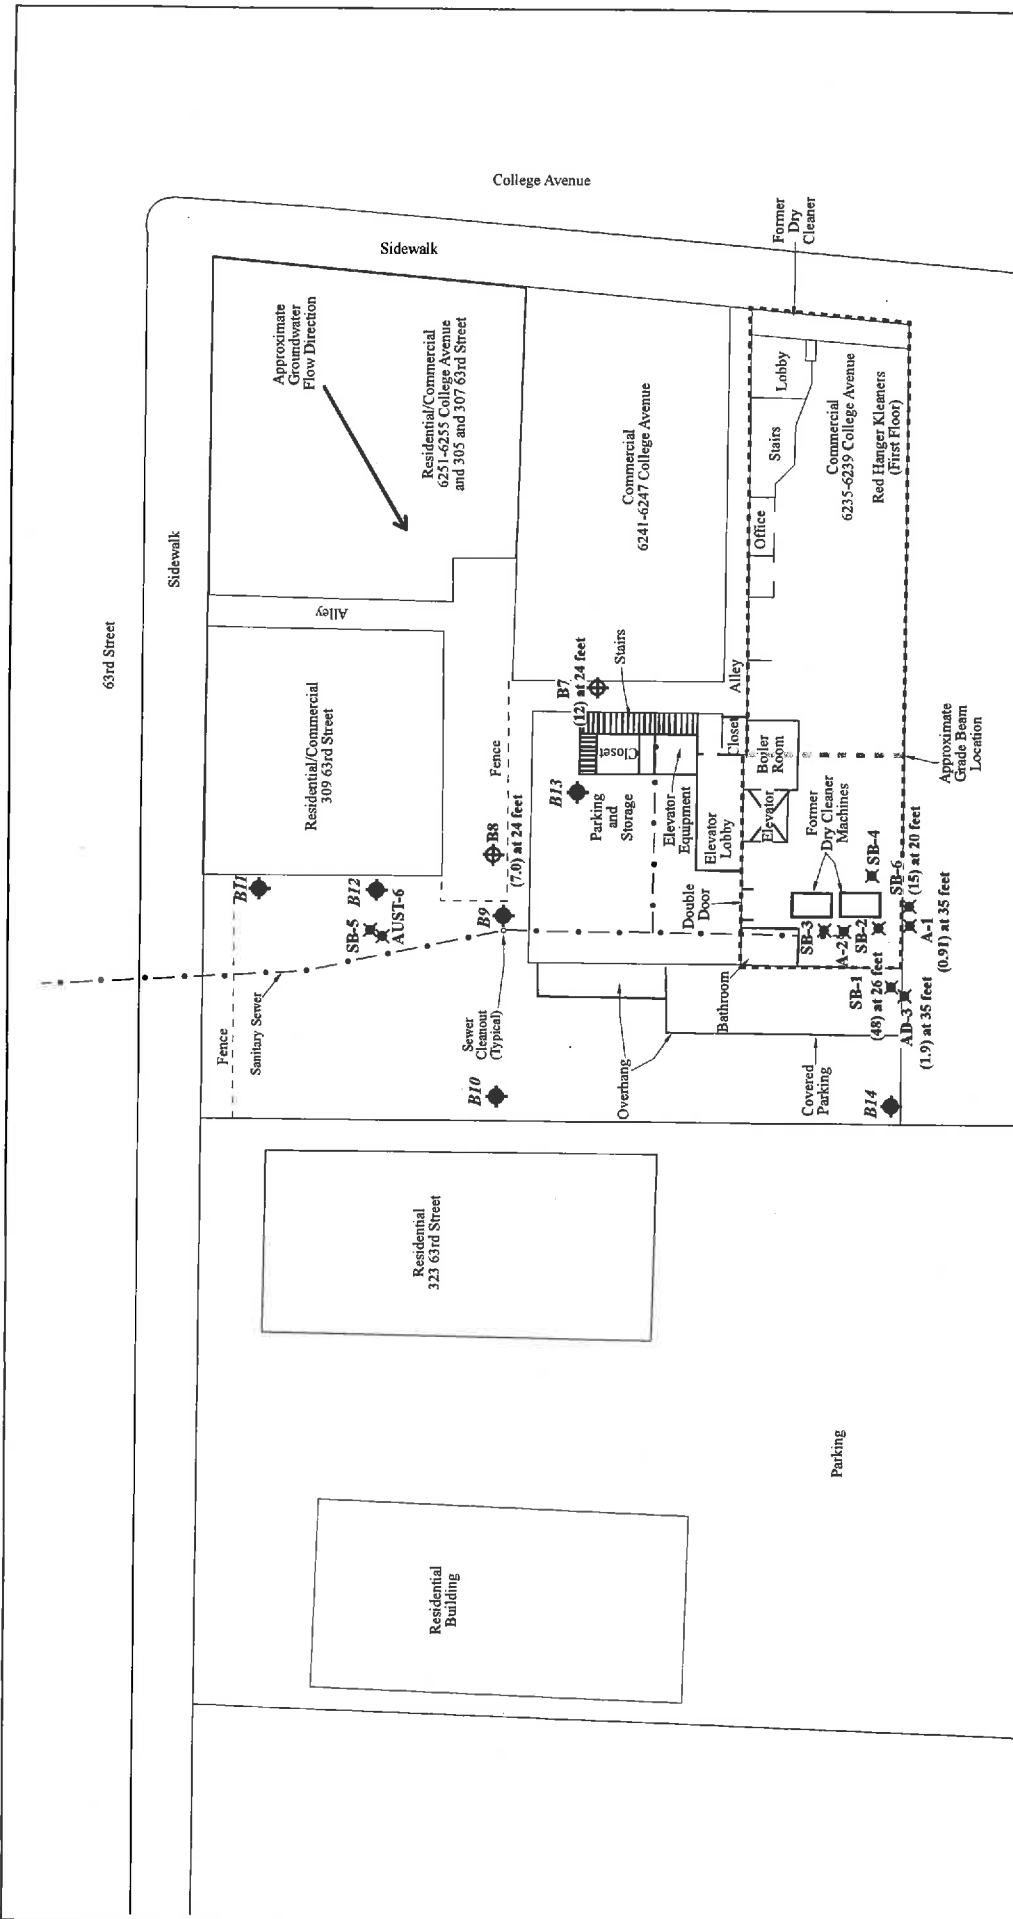 College Avenue
Sidewalk
Former
Dry
Cleaner
63rd Street
Sidewalk
Approximate
Groundwater
Flow Direction
Residential/Commercial
6251-6255 College Avenue
and 305 and 307 63rd Street
Commercial
6241-6247 College Avenue
Lobby
Stairs
Office
Commercial
6235-6239 College Avenue
Red Hanger Kleaners
(First Floor)
Alley
Residential/Commercial
309 63rd Street
Fence
B7
(12) at 24 feet
Stairs
Alley
B8
(7.0) at 24 feet
B13
Closet
Parking
and
Storage
Elevator
Equipment
Closet
Boiler
Room
Elevator
Elevator
Lobby
Approximate
Grade Beam
Location
Former
Dry Cleaner
Machines
Double
Door
SB-4
SB-6
(15) at 20 feet
A-1
(0.91) at 35 feet
SB-3
A-2
SB-2
B11
B12
SB-5
AUST-6
B9
Fence
Sanitary Sewer
Sewer
Cleanout
(Typical)
Bathroom
SB-1
(48) at 26 feet
AD-3
(1.9) at 35 feet
B10
Overhang
Covered
Parking
B14
Residential
323 63rd Street
Parking
Residential
Building